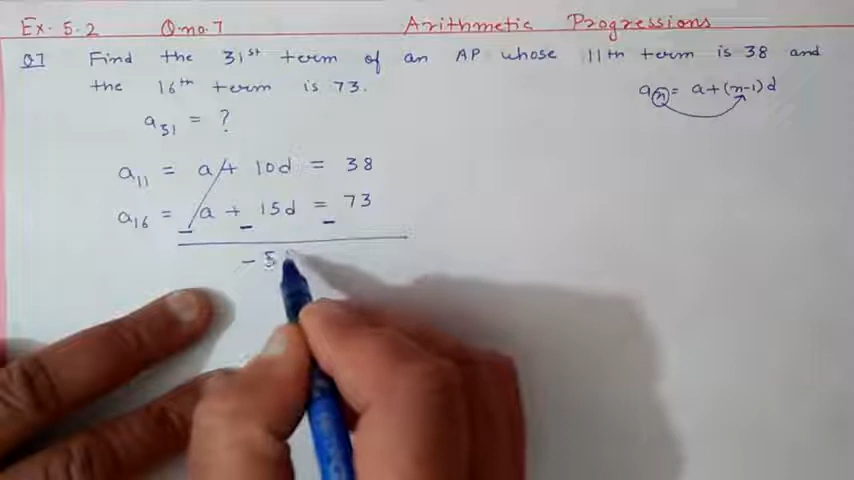 Ex. 5.2 Q.no.7 Arithmetic Progressions
Q7 Find the 31st term of an AP whose 11th term is 38 and
the 16th term is 73.
aₙ = a+(n-1)d
a₃₁ = ?
a₁₁ = a + 10d = 38
a₁₆ = a + 15d = 73
- - -
- 5